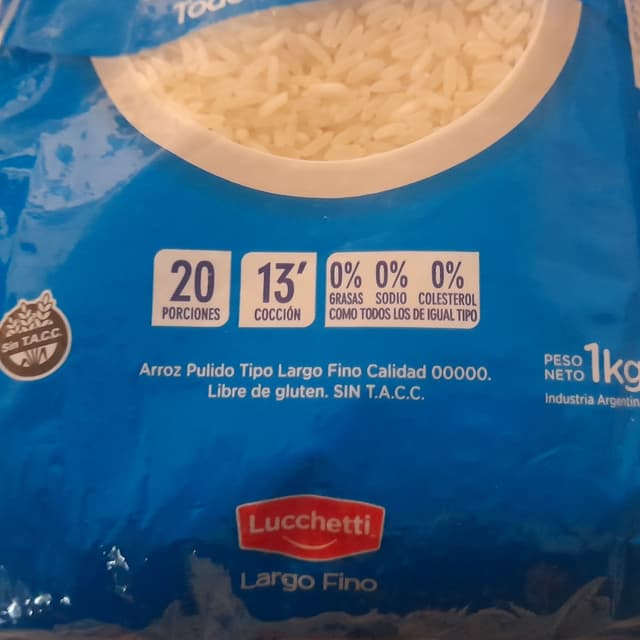 20
PORCIONES
13'
COCCIÓN
0% 0% 0%
GRASAS SODIO COLESTEROL
COMO TODOS LOS DE IGUAL TIPO
Sin T.A.C.C.
Arroz Pulido Tipo Largo Fino Calidad 00000.
Libre de gluten. SIN T.A.C.C.
PESO
NETO 1kg
Industria Argentin
Lucchetti
Largo Fino